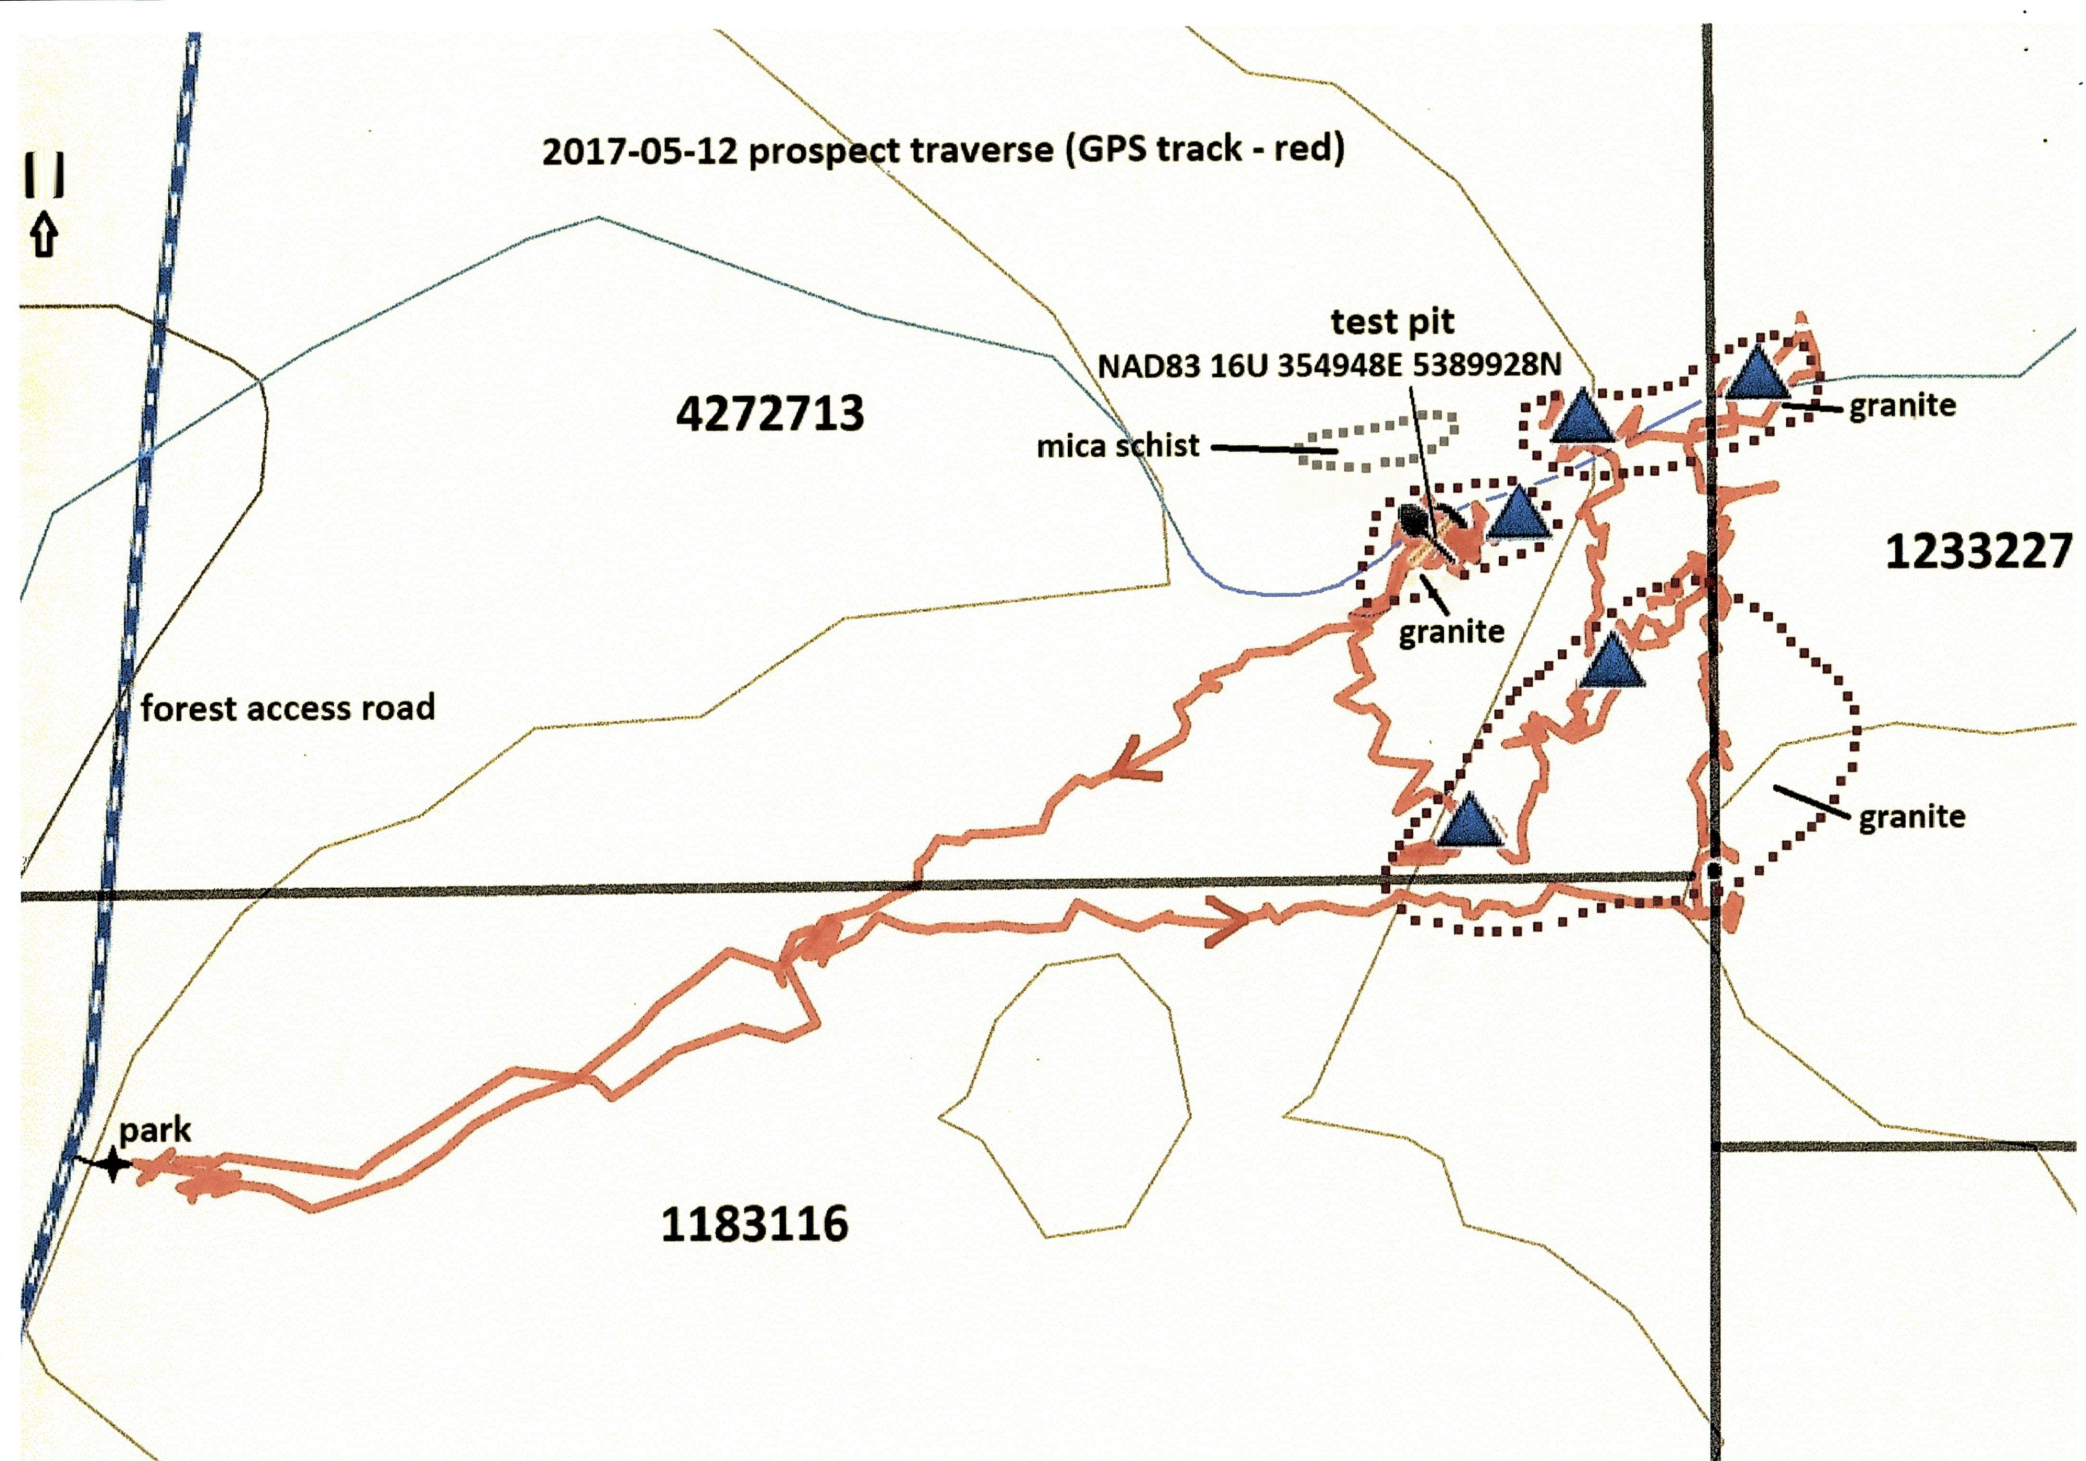 2017-05-12 prospect traverse (GPS track - red)
test pit
NAD83 16U 354948E 5389928N
4272713
mica schist
granite
1233227
granite
forest access road
granite
park
1183116